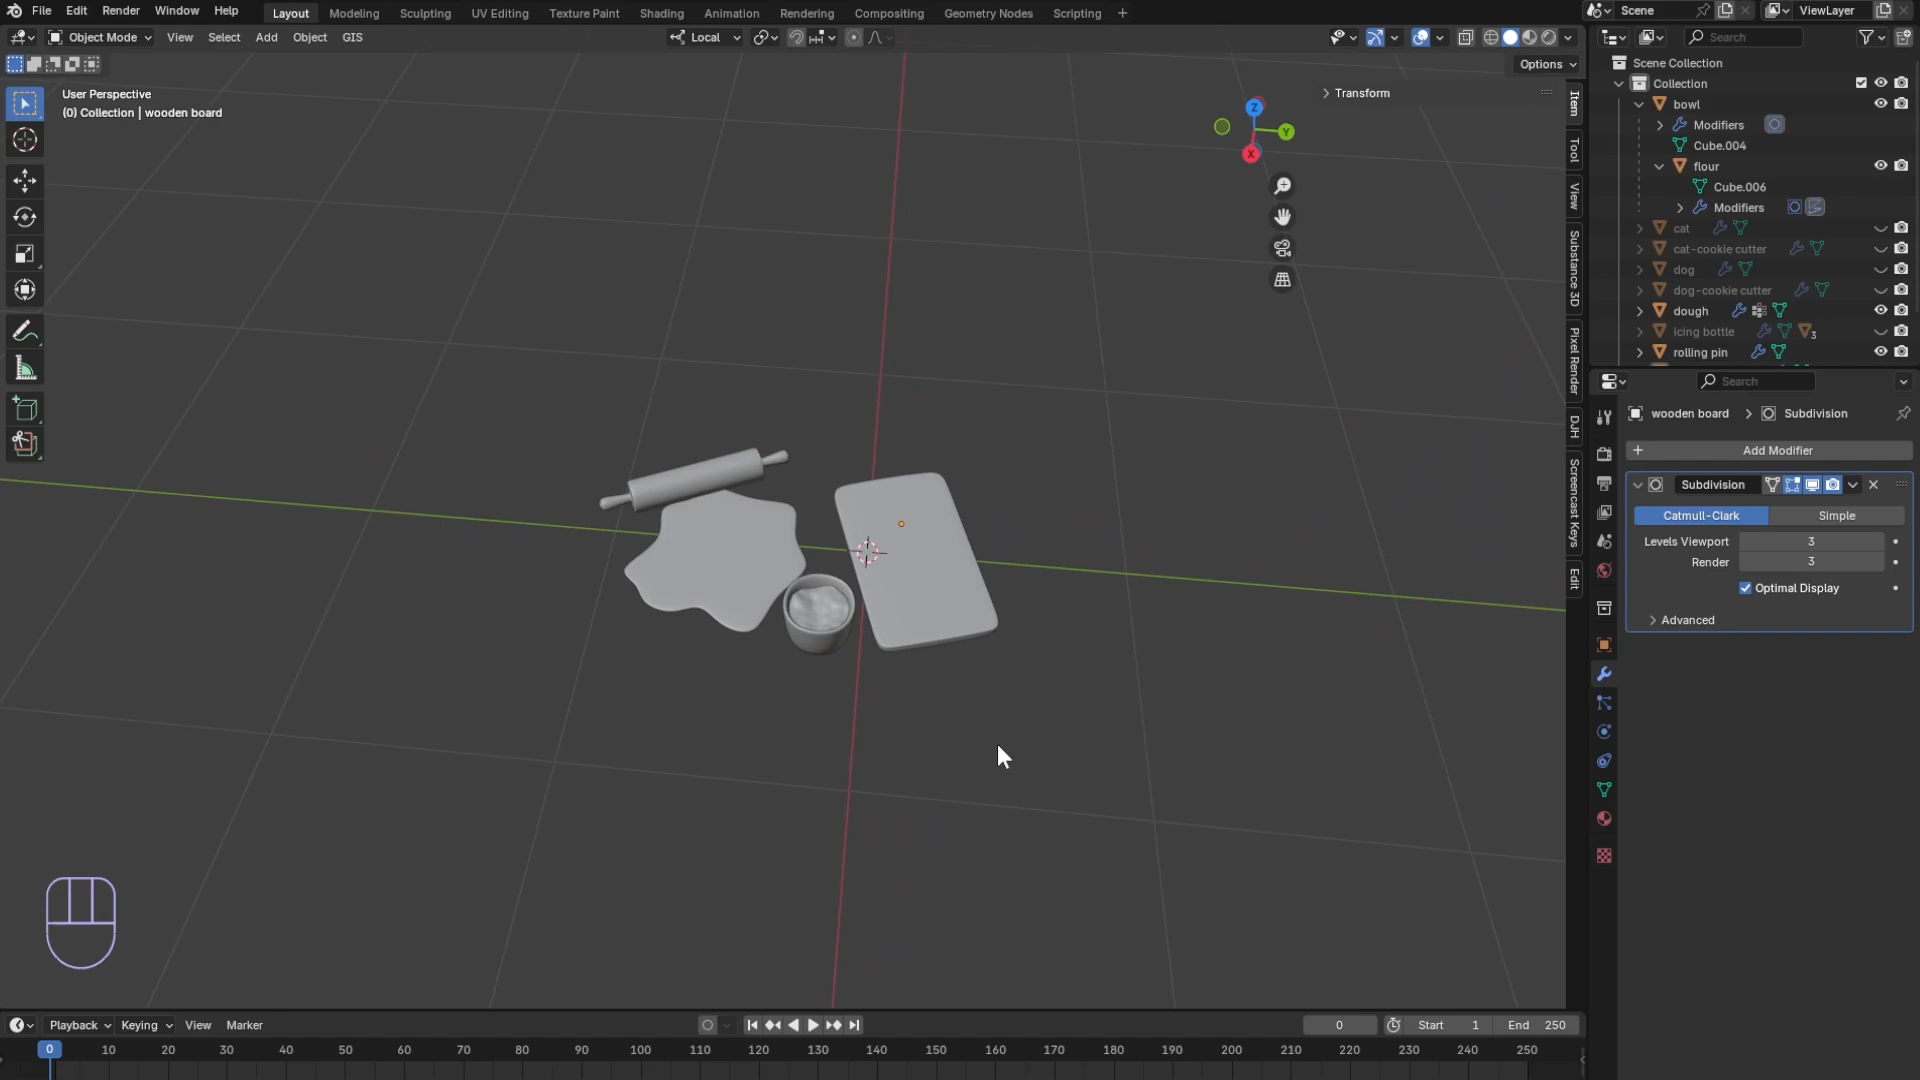 File Edit Render Window Help Layout Modeling Sculpting UV Editing Texture Paint Shading Animation Rendering Compositing Geometry Nodes Scripting + Scene ViewLayer
Object Mode View Select Add Object GIS Local Search
Options
User Perspective
(0) Collection | wooden board
Transform
Z
Y
X
Item
Tool
View
Substance 3D
Pixel Render
DJH
Screencast Keys
Edit
Scene Collection
Collection
bowl
Modifiers
Cube.004
flour
Cube.006
Modifiers
cat
cat-cookie cutter
dog
dog-cookie cutter
dough
icing bottle 3
rolling pin
Search
wooden board > Subdivision
+ Add Modifier
Subdivision
Catmull-Clark Simple
Levels Viewport 3
Render 3
Optimal Display
Advanced
Playback Keying View Marker 0 Start 1 End 250
0 10 20 30 40 50 60 70 80 90 100 110 120 130 140 150 160 170 180 190 200 210 220 230 240 250